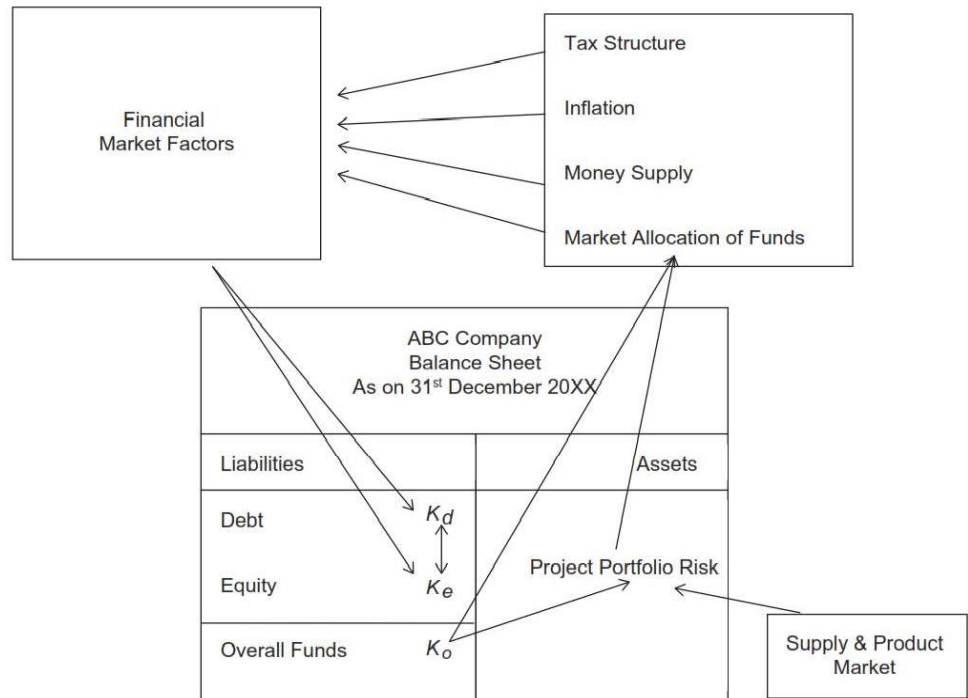 Financial
Market Factors
Tax Structure
Inflation
Money Supply
Market Allocation of Funds
ABC Company
Balance Sheet
As on 31st December 20XX
Liabilities
Assets
Debt
Kd
Equity
Ke
Project Portfolio Risk
Overall Funds
Ko
Supply & Product
Market